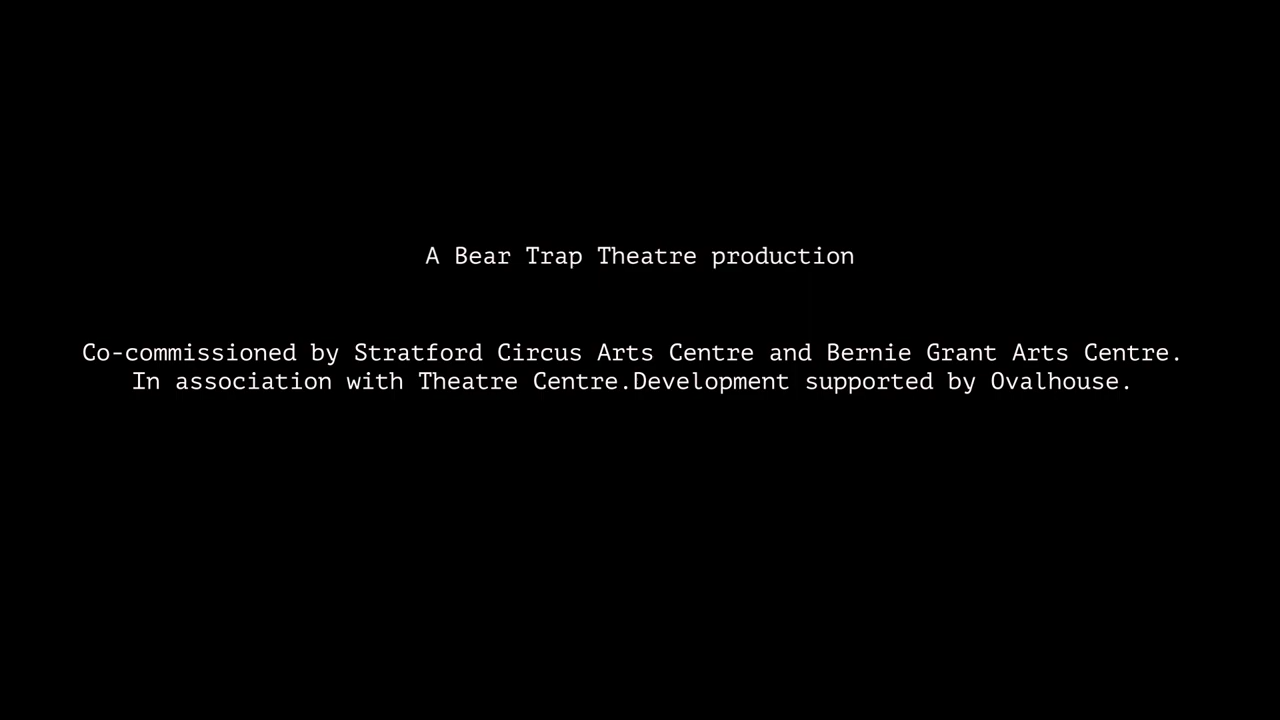 A Bear Trap Theatre production
Co-commissioned by Stratford Circus Arts Centre and Bernie Grant Arts Centre.
In association with Theatre Centre.Development supported by Ovalhouse.